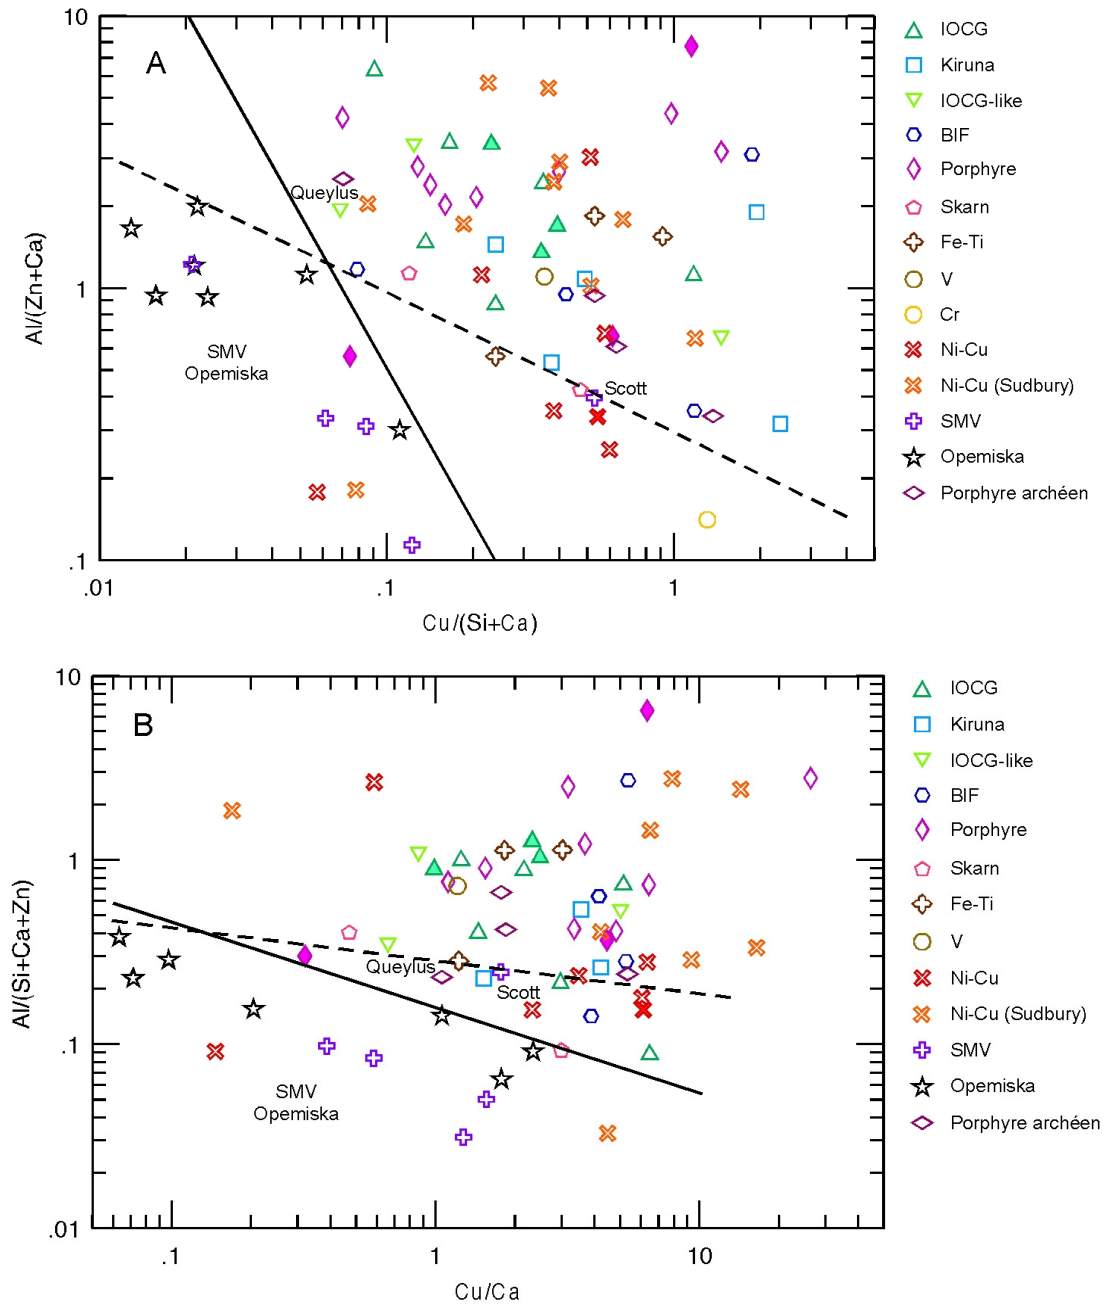 10
1
.1
Al/(Zn+Ca)
A
Queylus
SMV
Opemiska
Scott
.01
.1
1
Cu/(Si+Ca)
IOCG
Kiruna
IOCG-like
BIF
Porphyre
Skarn
Fe-Ti
V
Cr
Ni-Cu
Ni-Cu (Sudbury)
SMV
Opemiska
Porphyre archéen
10
1
.1
.01
Al/(Si+Ca+Zn)
B
Queylus
Scott
SMV
Opemiska
.1
1
10
Cu/Ca
IOCG
Kiruna
IOCG-like
BIF
Porphyre
Skarn
Fe-Ti
V
Ni-Cu
Ni-Cu (Sudbury)
SMV
Opemiska
Porphyre archéen